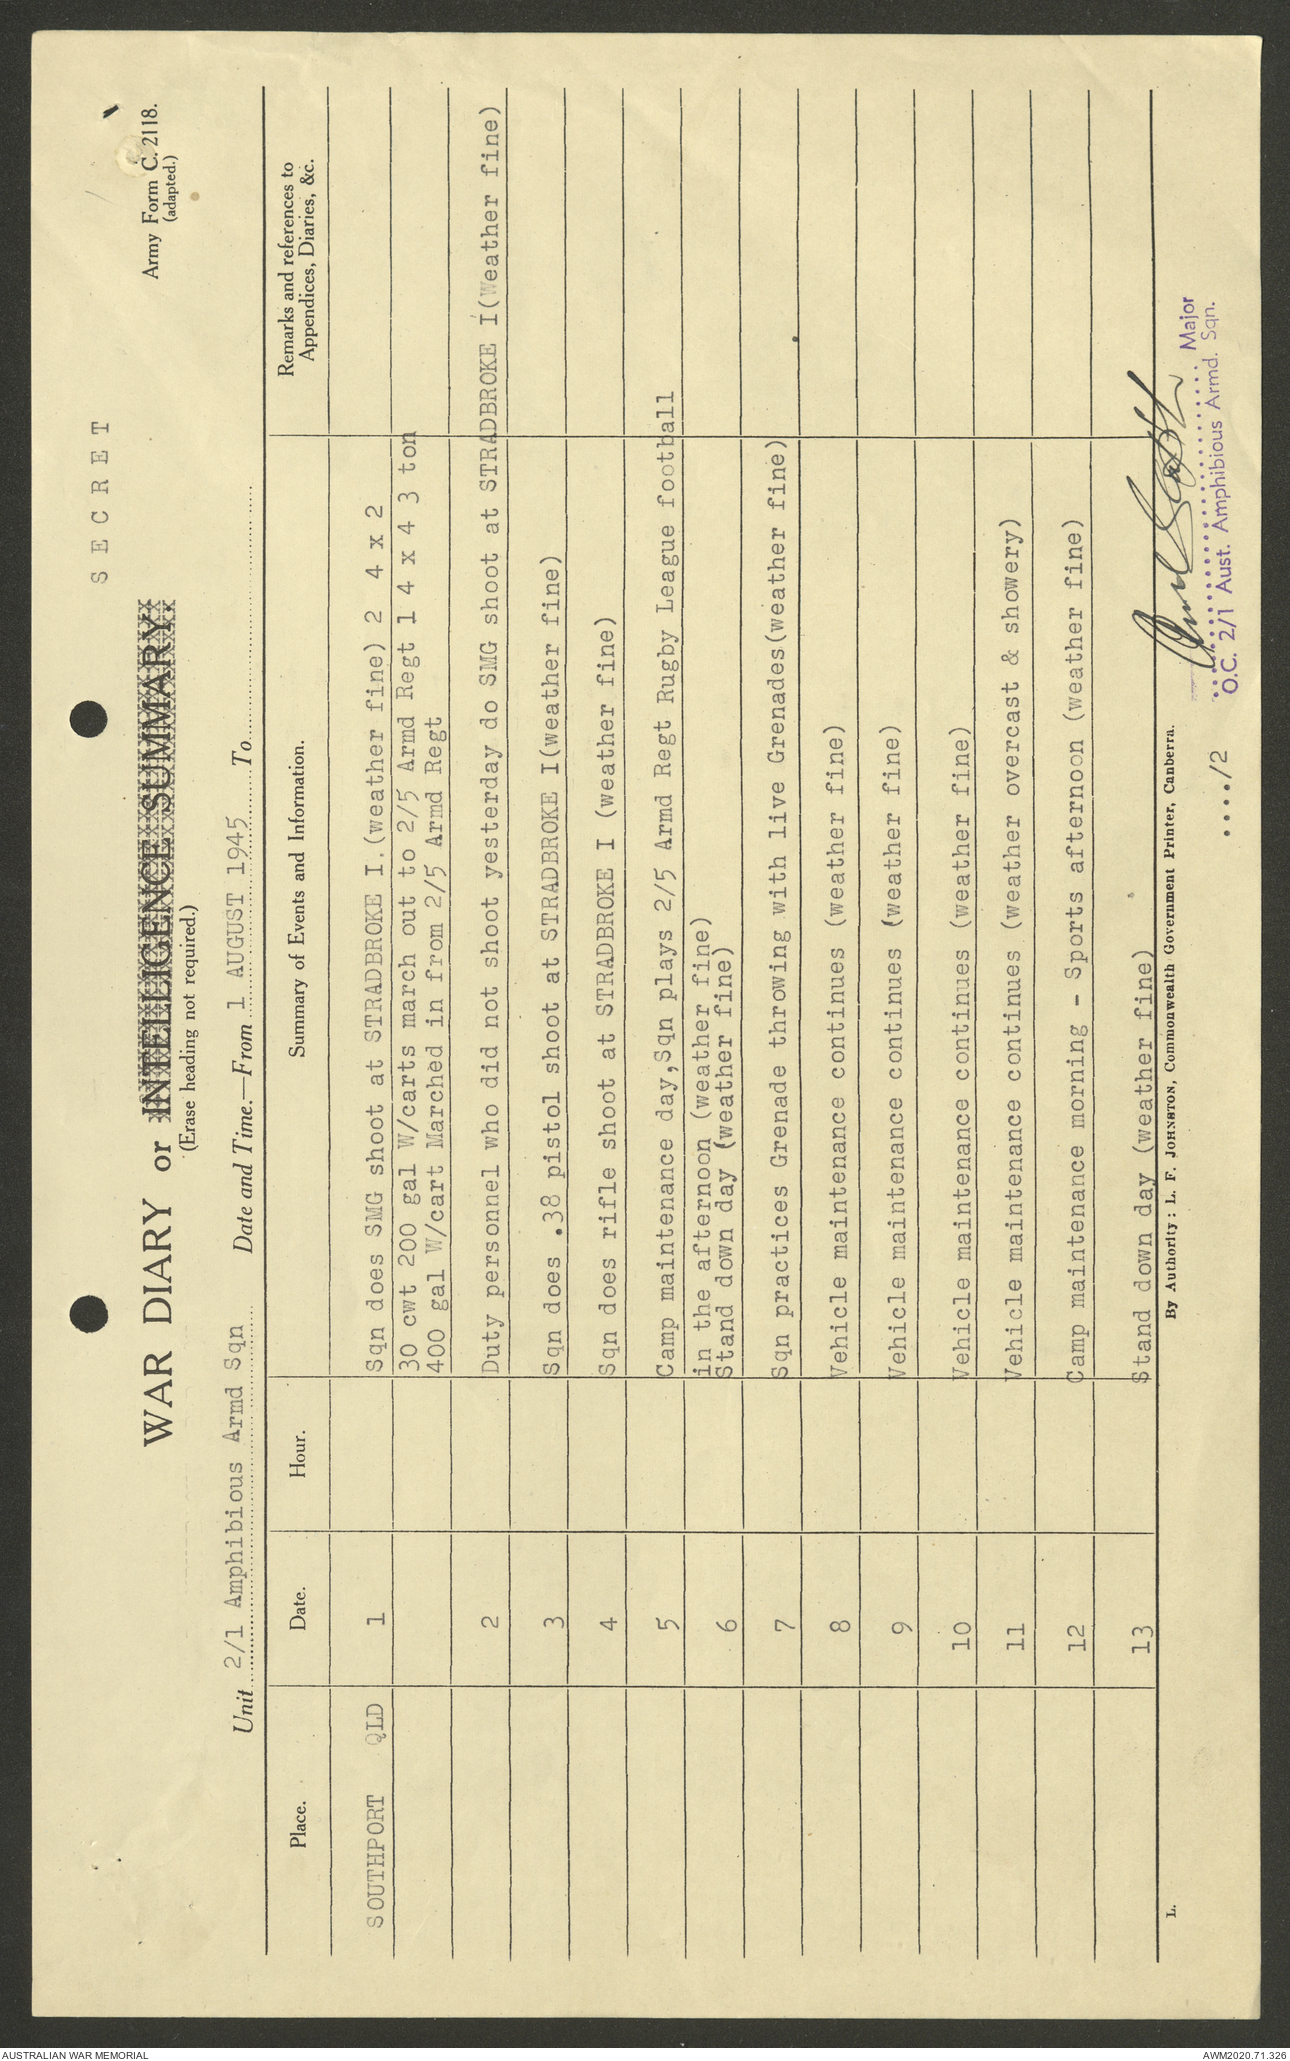 SECRET
Army Form C. 2118.
(adapted.)
WAR DIARY or INTELLIGENCE SUMMARY.
(Erase heading not required.)
Unit 2/1 Amphibious Armd Sqn Date and Time.—From 1 AUGUST 1945 To
Place. Date. Hour. Summary of Events and Information. Remarks and references to
Appendices, Diaries, &c.
SOUTHPORT QLD 1 Sqn does SMG shoot at STRADBROKE I.(weather fine) 2 4 x 2
30 cwt 200 gal W/carts march out to 2/5 Armd Regt 1 4 x 4 3 ton
400 gal W/cart Marched in from 2/5 Armd Regt
2 Duty personnel who did not shoot yesterday do SMG shoot at STRADBROKE I(Weather fine)
3 Sqn does .38 pistol shoot at STRADBROKE I(weather fine)
4 Sqn does rifle shoot at STRADBROKE I (weather fine)
5 Camp maintenance day,Sqn plays 2/5 Armd Regt Rugby League football
in the afternoon (weather fine)
6 Stand down day (weather fine)
7 Sqn practices Grenade throwing with live Grenades(weather fine)
8 Vehicle maintenance continues (weather fine)
9 Vehicle maintenance continues (weather fine)
10 Vehicle maintenance continues (weather fine)
11 Vehicle maintenance continues (weather overcast & showery)
12 Camp maintenance morning - Sports afternoon (weather fine)
13 Stand down day (weather fine)
L. By Authority : L. F. JOHNSTON, Commonwealth Government Printer, Canberra.
Major
O.C. 2/1 Aust. Amphibious Armd. Sqn.
..../2
AUSTRALIAN WAR MEMORIAL AWM2020.71.326